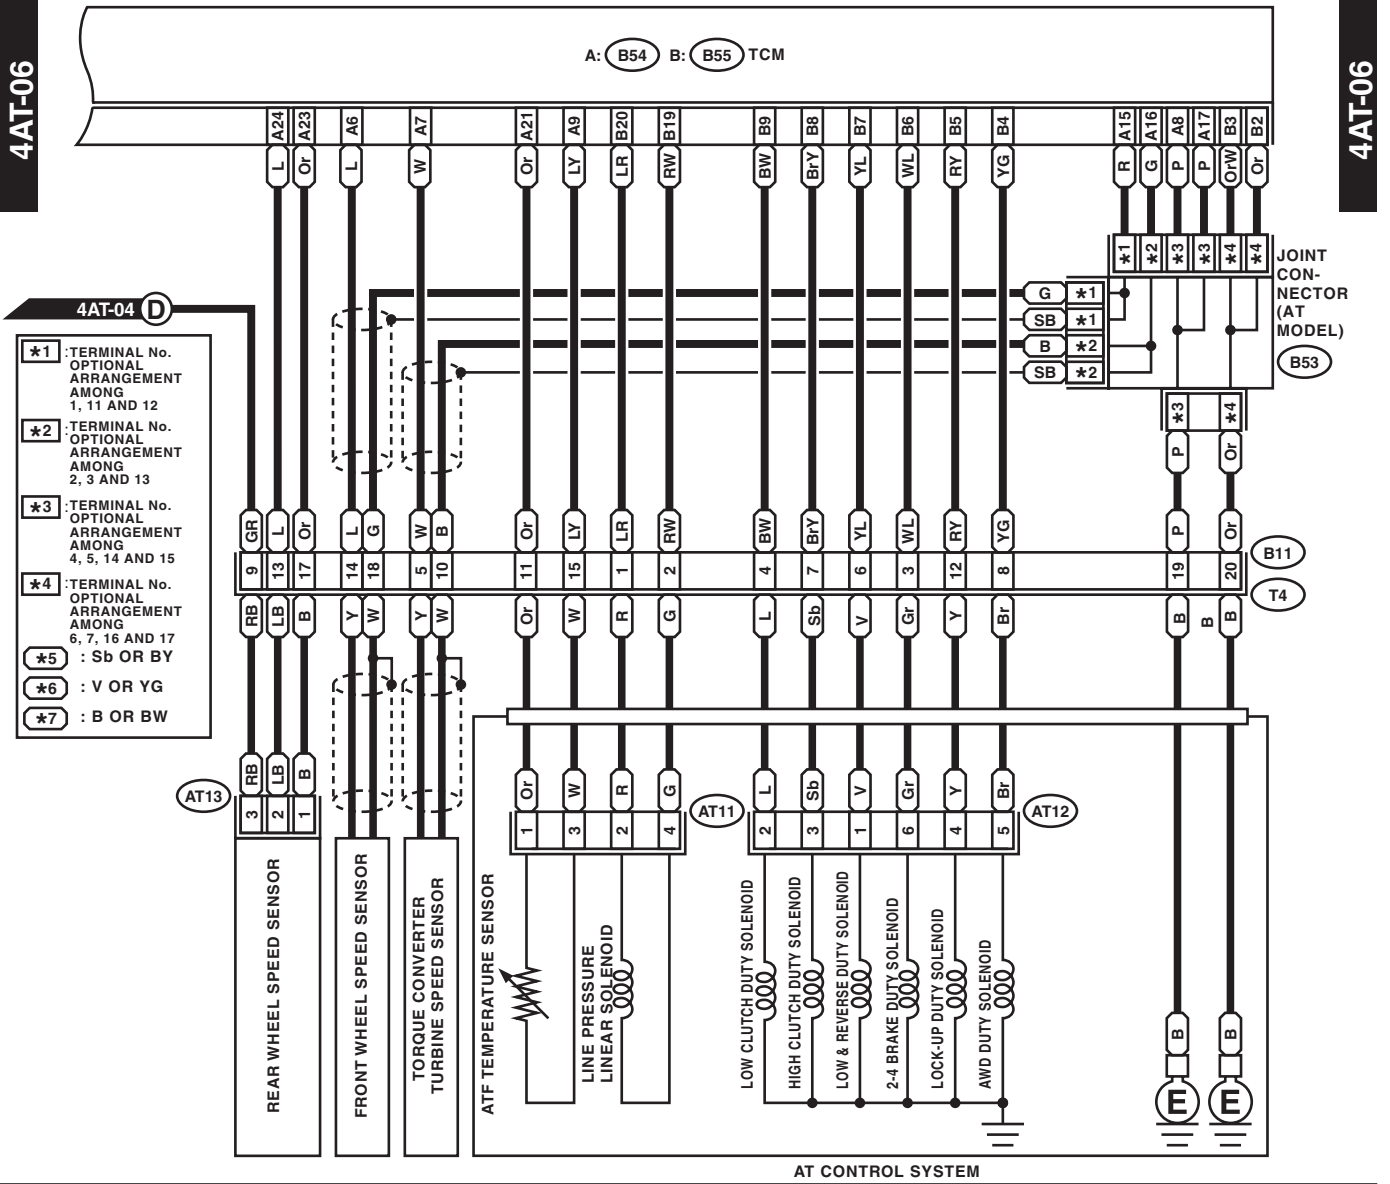 4AT-06
4AT-06
A: B54 B: B55 TCM
A24 A23 A6 A7 A21 A9 B20 B19 B9 B8 B7 B6 B5 B4 A15 A16 A8 A17 B3 B2
L Or L W Or LY LR RW BW BrY YL WL RY YG R G P P OrW Or
*1 *2 *3 *3 *4 *4
JOINT
CON-
NECTOR
(AT
MODEL)
B53
G *1
SB *1
B *2
SB *2
*3 *4
P Or
4AT-04 D
*1 :TERMINAL No.
OPTIONAL
ARRANGEMENT
AMONG
1, 11 AND 12
*2 :TERMINAL No.
OPTIONAL
ARRANGEMENT
AMONG
2, 3 AND 13
*3 :TERMINAL No.
OPTIONAL
ARRANGEMENT
AMONG
4, 5, 14 AND 15
*4 :TERMINAL No.
OPTIONAL
ARRANGEMENT
AMONG
6, 7, 16 AND 17
*5 : Sb OR BY
*6 : V OR YG
*7 : B OR BW
GR L Or L G W B Or LY LR RW BW BrY YL WL RY YG P Or
9 13 17 14 18 5 10 11 15 1 2 4 7 6 3 12 8 19 20
B11
T4
RB LB B Y W Y W Or W R G L Sb V Gr Y Br B B B
RB LB B
AT13
3 2 1
Or W R G
AT11
1 3 2 4
L Sb V Gr Y Br
AT12
2 3 1 6 4 5
REAR WHEEL SPEED SENSOR
FRONT WHEEL SPEED SENSOR
TORQUE CONVERTER
TURBINE SPEED SENSOR
ATF TEMPERATURE SENSOR
LINE PRESSURE
LINEAR SOLENOID
LOW CLUTCH DUTY SOLENOID
HIGH CLUTCH DUTY SOLENOID
LOW & REVERSE DUTY SOLENOID
2-4 BRAKE DUTY SOLENOID
LOCK-UP DUTY SOLENOID
AWD DUTY SOLENOID
B B
E E
AT CONTROL SYSTEM